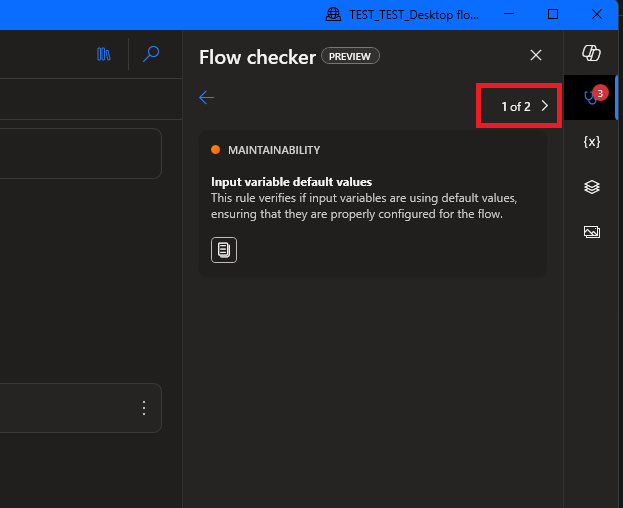 TEST_TEST_Desktop flo...
Flow checker PREVIEW
1 of 2
3
MAINTAINABILITY
{x}
Input variable default values
This rule verifies if input variables are using default values,
ensuring that they are properly configured for the flow.